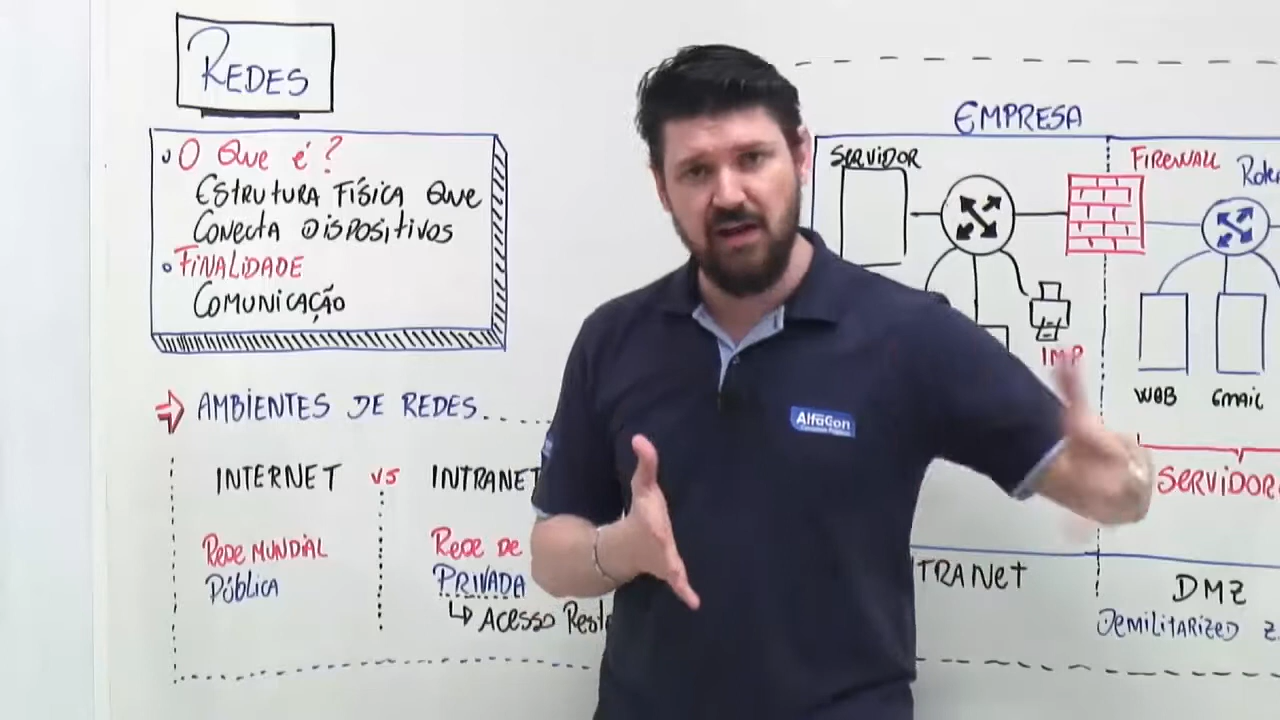 REDES
O QUE É?
ESTRUTURA FÍSICA QUE
CONECTA DISPOSITIVOS
FINALIDADE
COMUNICAÇÃO
AMBIENTES DE REDES
INTERNET VS INTRANET
REDE MUNDIAL
PÚBLICA
REDE DE
PRIVADA
ACESSO
AlfaCon
EMPRESA
SERVIDOR
FIREWALL
IMP
WEB
GMAIL
SERVIDOR
TRANET
DMZ
DEMILITARIZED Z